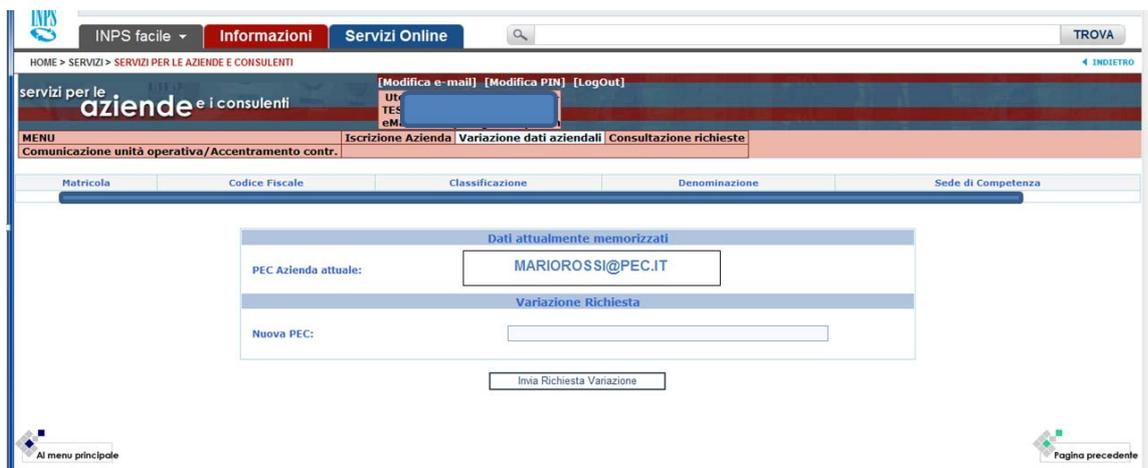 INPS
INPS facile Informazioni Servizi Online TROVA
HOME > SERVIZI > SERVIZI PER LE AZIENDE E CONSULENTI INDIETRO
servizi per le
aziende e i consulenti
[Modifica e-mail] [Modifica PIN] [LogOut]
MENU Iscrizione Azienda Variazione dati aziendali Consultazione richieste
Comunicazione unità operativa/Accentramento contr.
Matricola Codice Fiscale Classificazione Denominazione Sede di Competenza
Dati attualmente memorizzati
PEC Azienda attuale: MARIOROSSI@PEC.IT
Variazione Richiesta
Nuova PEC:
Invia Richiesta Variazione
Al menu principale Pagina precedente